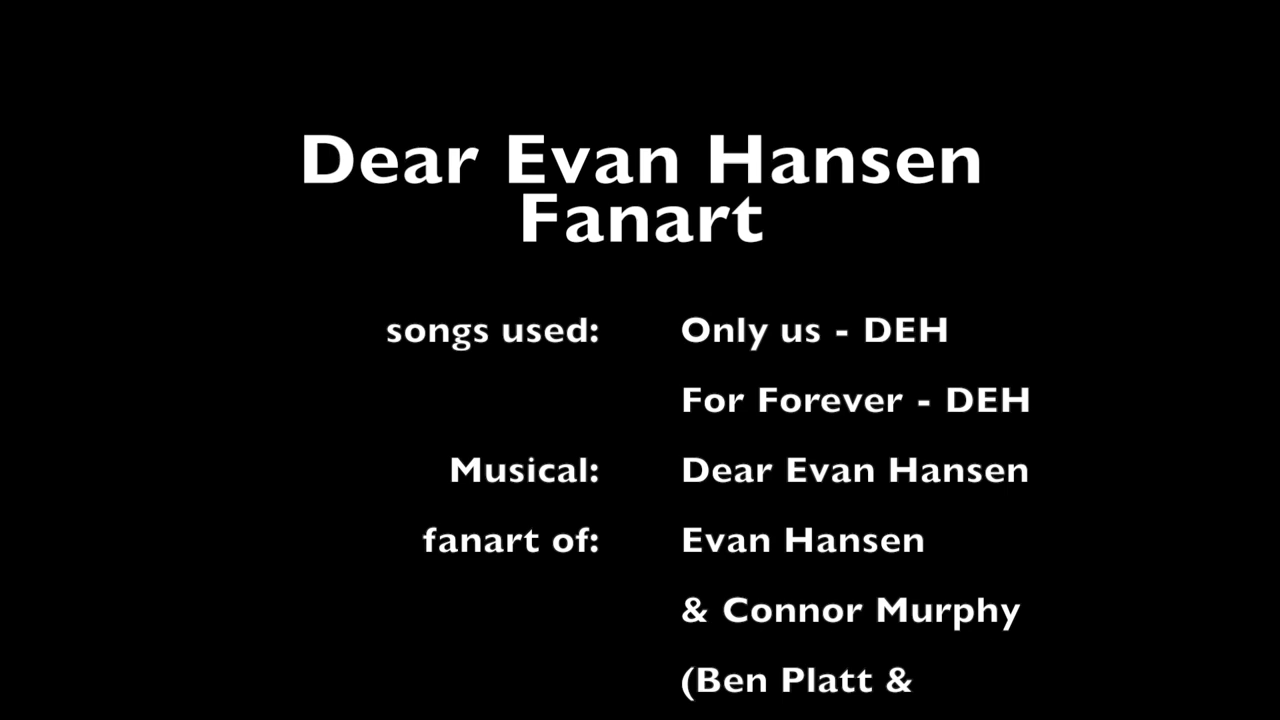 Dear Evan Hansen
Fanart
songs used: Only us - DEH
For Forever - DEH
Musical: Dear Evan Hansen
fanart of: Evan Hansen
& Connor Murphy
(Ben Platt &